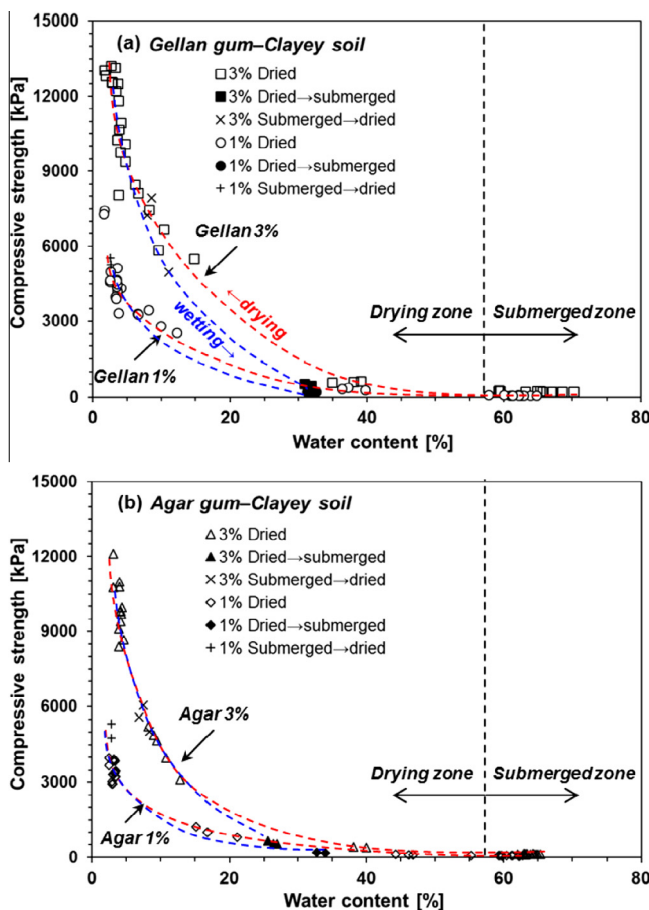 (a) Gellan gum–Clayey soil
3% Dried
3% Dried→submerged
3% Submerged→dried
1% Dried
1% Dried→submerged
1% Submerged→dried
Gellan 3%
Gellan 1%
←drying
wetting→
Drying zone
Submerged zone
Compressive strength [kPa]
15000
12000
9000
6000
3000
0
0 20 40 60 80
Water content [%]
(b) Agar gum–Clayey soil
3% Dried
3% Dried→submerged
3% Submerged→dried
1% Dried
1% Dried→submerged
1% Submerged→dried
Agar 3%
Agar 1%
Drying zone
Submerged zone
Compressive strength [kPa]
15000
12000
9000
6000
3000
0
0 20 40 60 80
Water content [%]